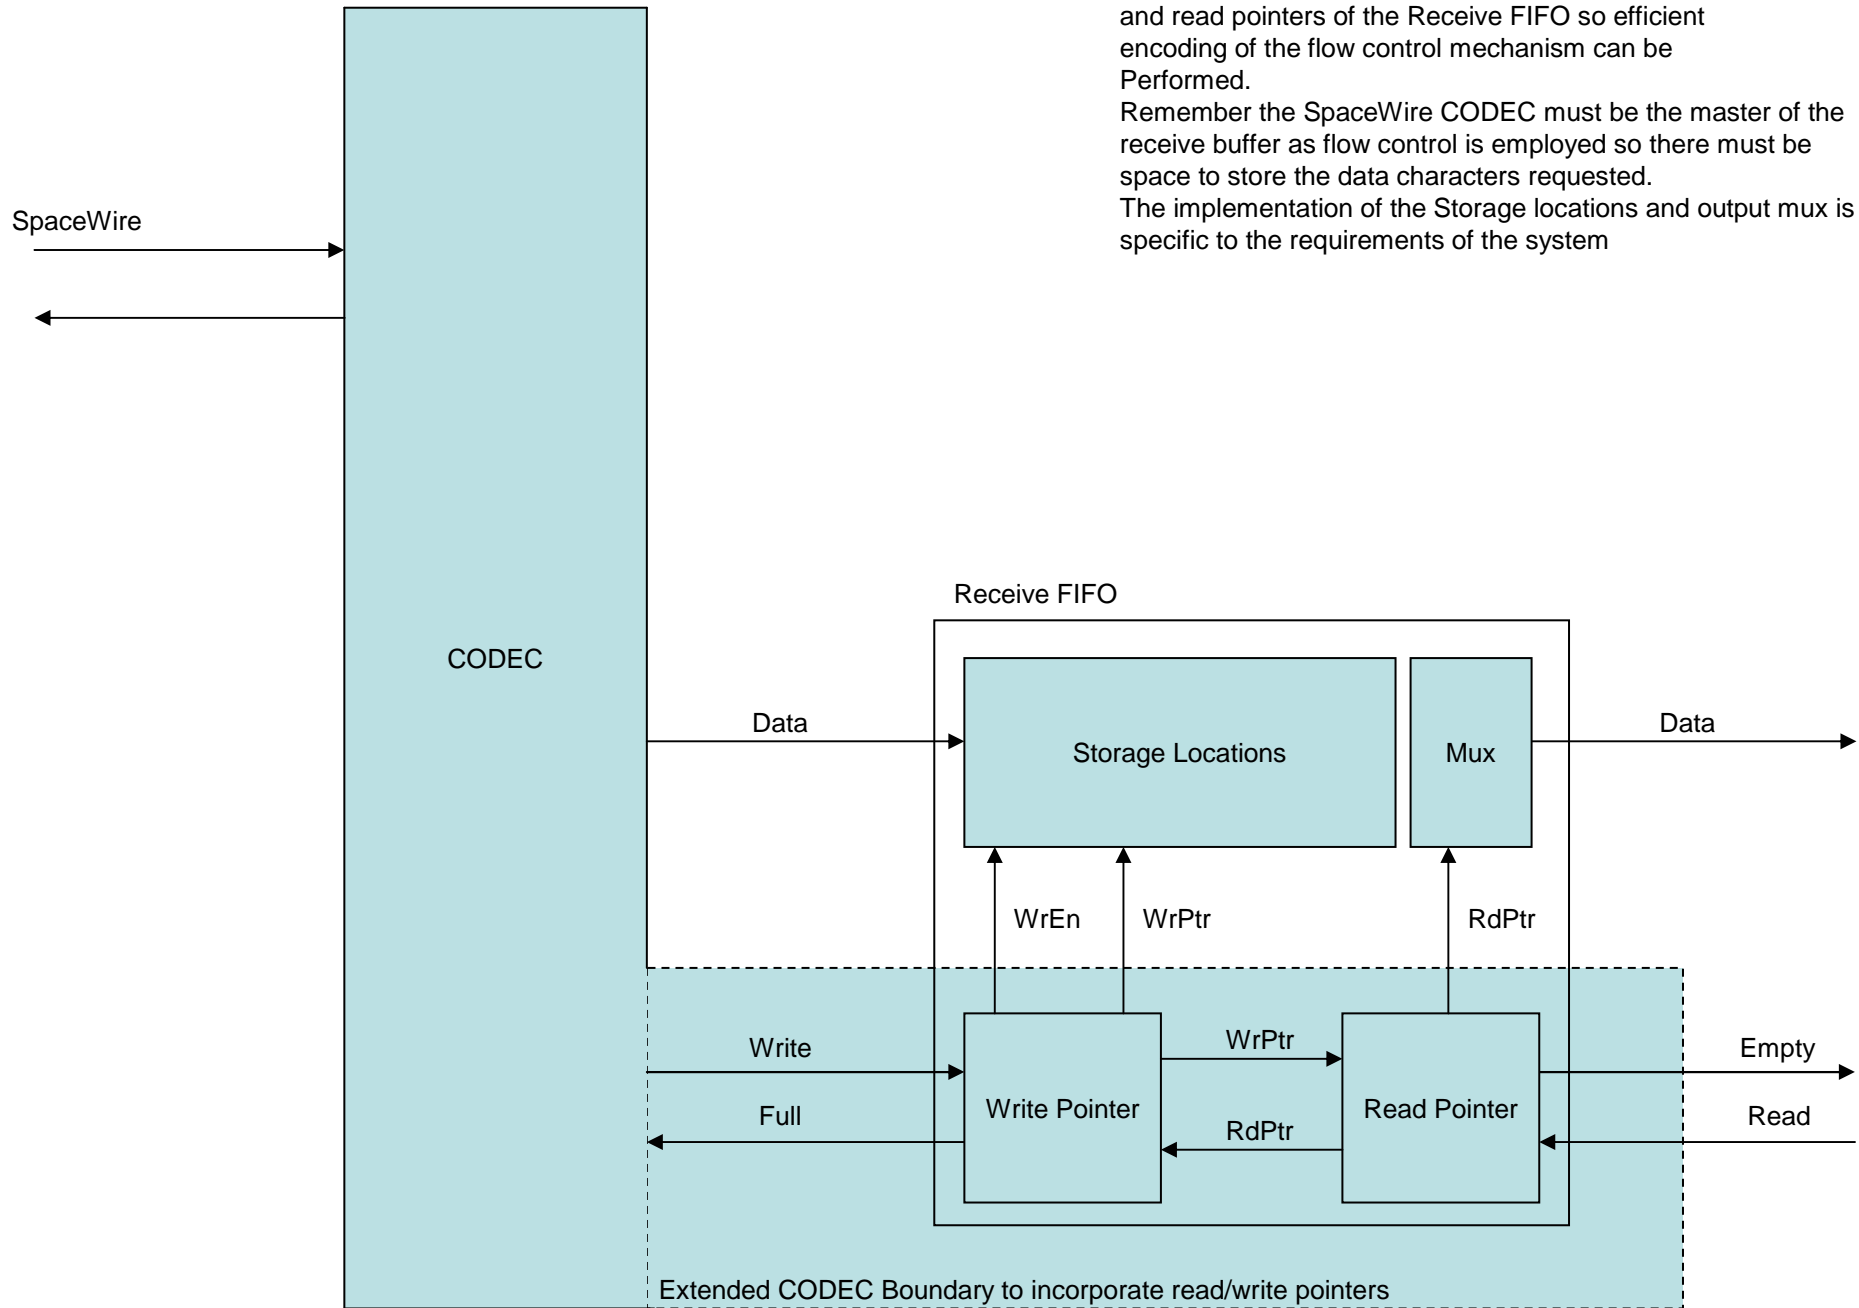 and read pointers of the Receive FIFO so efficient
encoding of the flow control mechanism can be
Performed.
Remember the SpaceWire CODEC must be the master of the
receive buffer as flow control is employed so there must be
space to store the data characters requested.
The implementation of the Storage locations and output mux is
specific to the requirements of the system
SpaceWire
Receive FIFO
CODEC
Data
Storage Locations
Mux
Data
WrEn
WrPtr
RdPtr
Write
WrPtr
Empty
Full
Write Pointer
RdPtr
Read Pointer
Read
Extended CODEC Boundary to incorporate read/write pointers